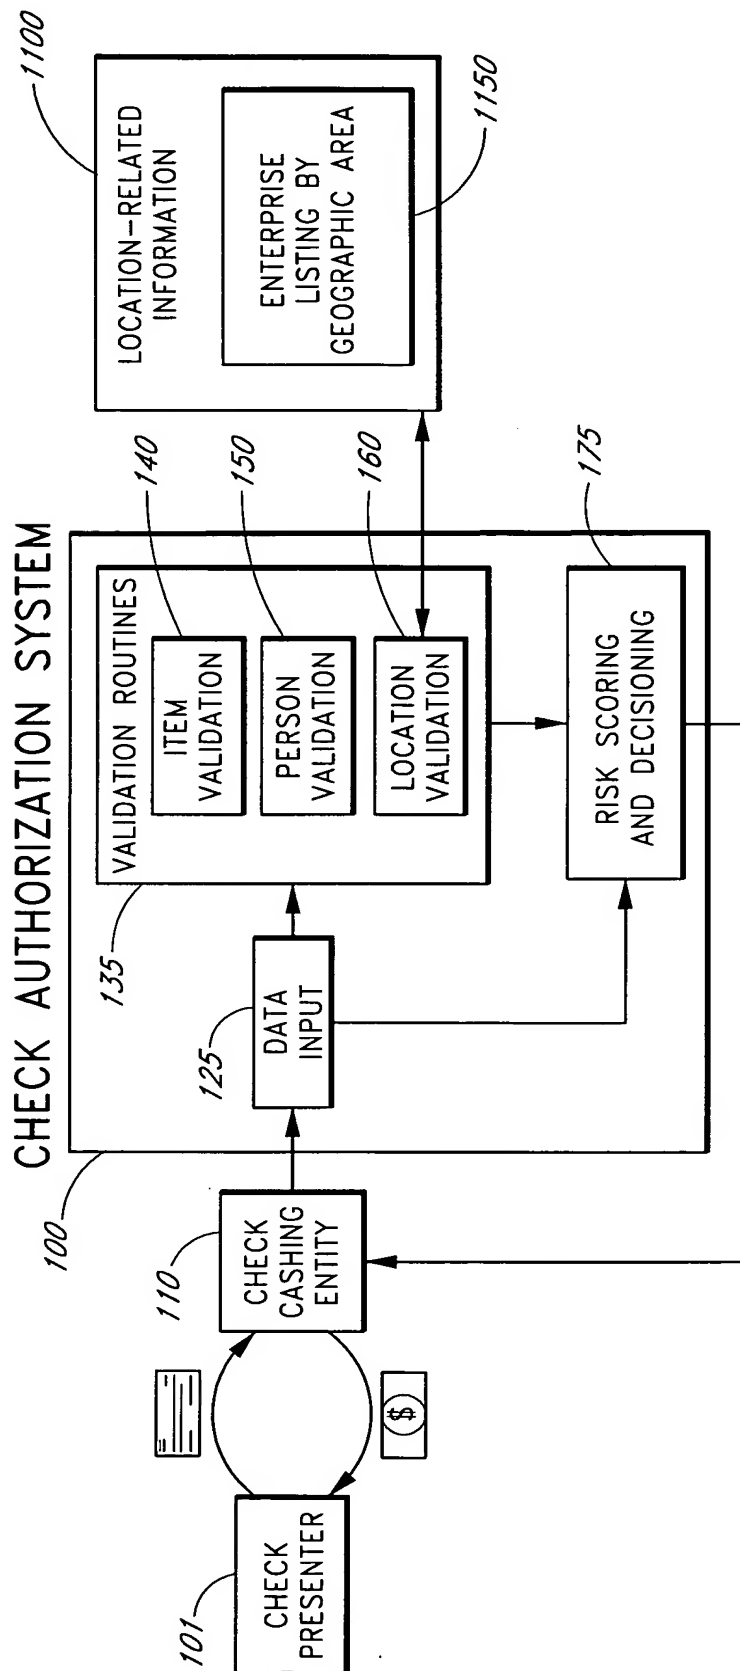 CHECK AUTHORIZATION SYSTEM
101
CHECK
PRESENTER
$
110
CHECK
CASHING
ENTITY
100
125
DATA
INPUT
135
VALIDATION ROUTINES
140
ITEM
VALIDATION
150
PERSON
VALIDATION
160
LOCATION
VALIDATION
175
RISK SCORING
AND DECISIONING
1100
LOCATION-RELATED
INFORMATION
1150
ENTERPRISE
LISTING BY
GEOGRAPHIC AREA